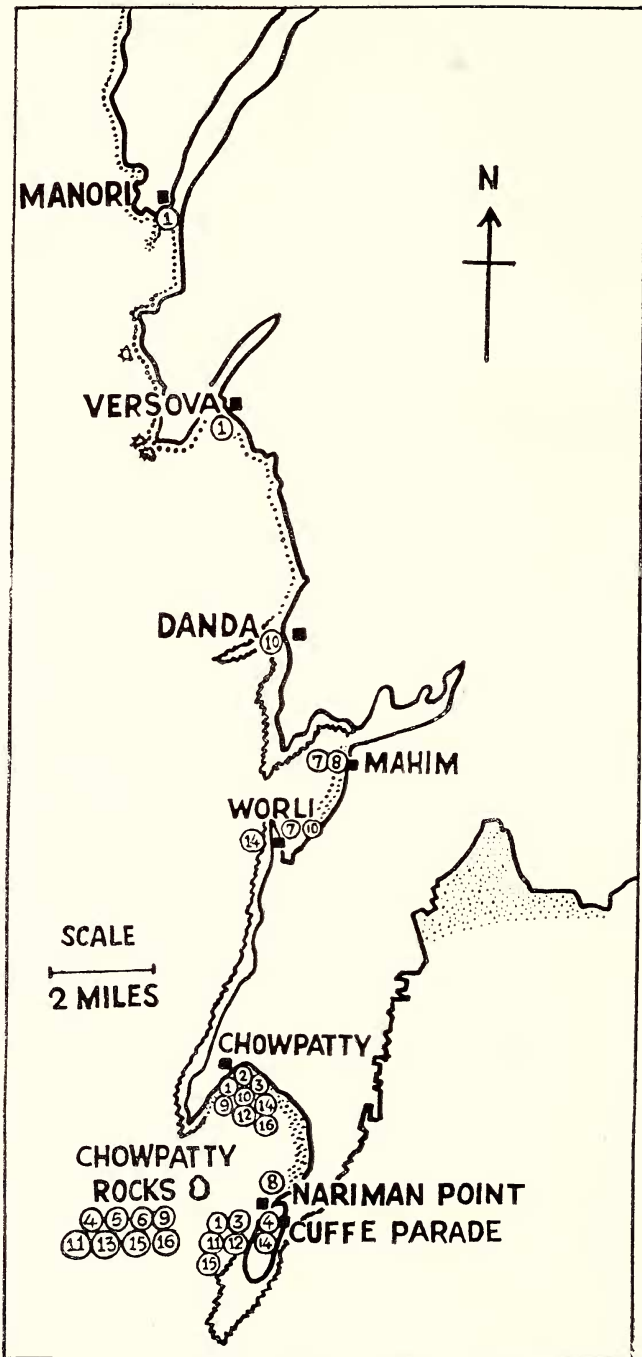 N
MANORI
①
VERSOVA
①
DANDA
⑩
⑦ ⑧ MAHIM
WORLI
⑭ ⑦ ⑩
SCALE
2 MILES
CHOWPATTY
① ② ③
⑨ ⑩ ⑭
⑫ ⑯
CHOWPATTY
ROCKS
④ ⑤ ⑥ ⑨
⑪ ⑬ ⑮ ⑯
⑧
NARIMAN POINT
CUFFE PARADE
① ③ ④
⑪ ⑫ ⑭
⑮